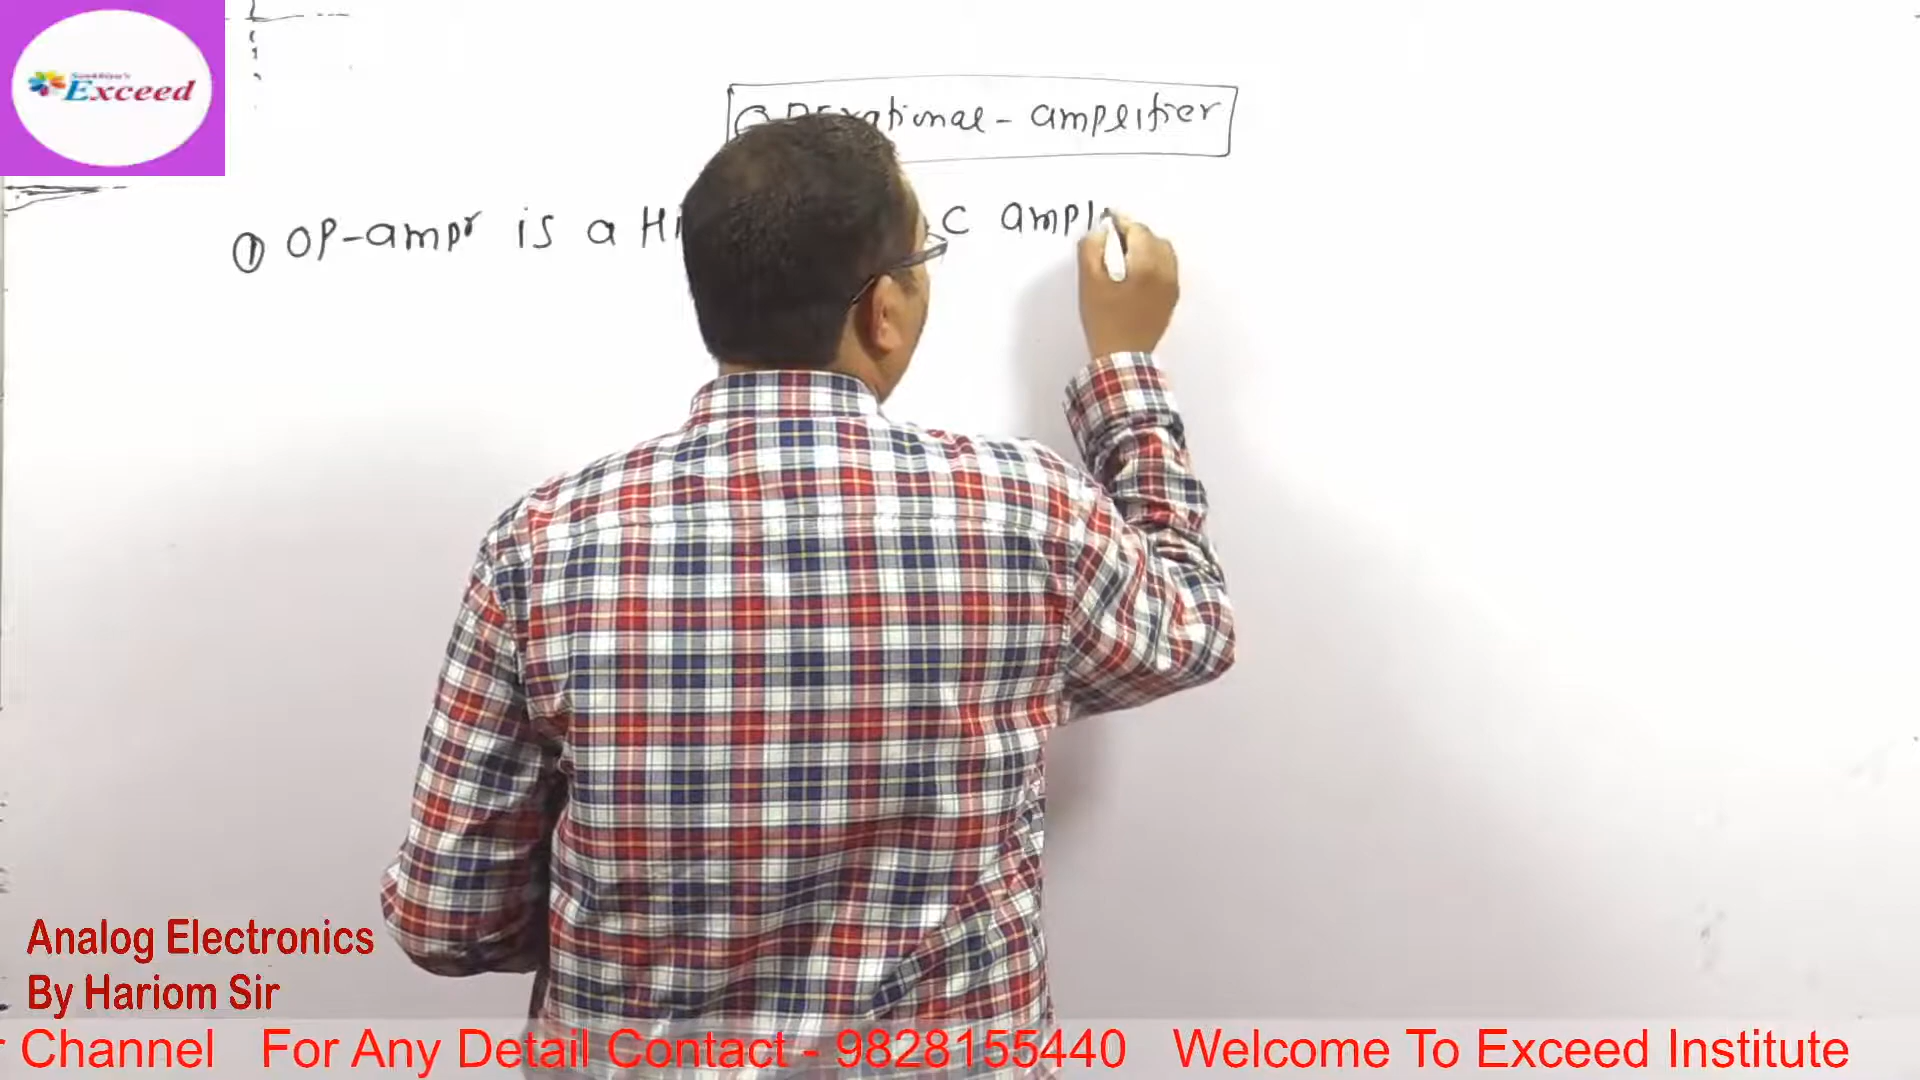 Exceed
Operational - amplifier
① OP-ampr is a Hi C ampl
Analog Electronics
By Hariom Sir
Channel For Any Detail Contact - 9828155440 Welcome To Exceed Institute